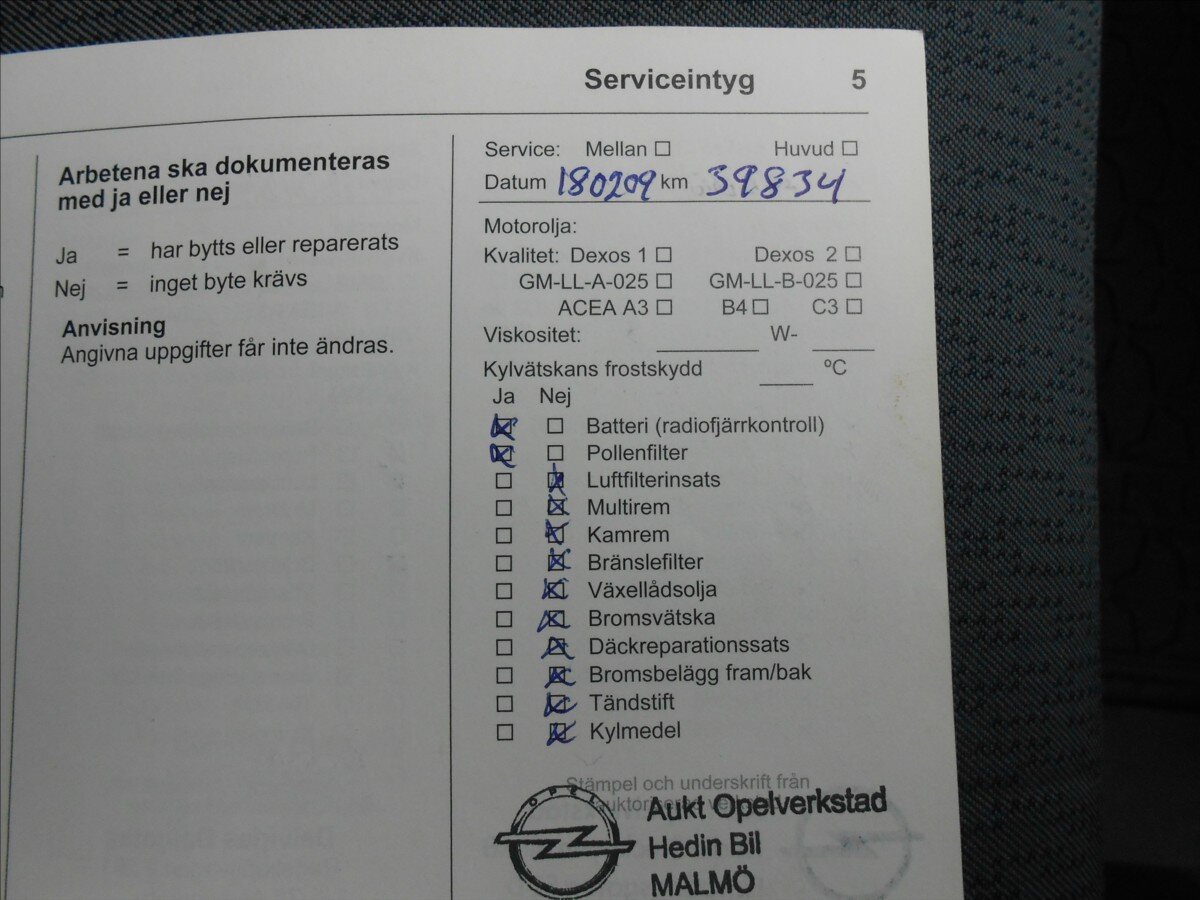 Serviceintyg 5
Arbetena ska dokumenteras
med ja eller nej
Ja = har bytts eller reparerats
Nej = inget byte krävs
Anvisning
Angivna uppgifter får inte ändras.
Service: Mellan ☐ Huvud ☐
Datum 180209 km 39834
Motorolja:
Kvalitet: Dexos 1 ☐ Dexos 2 ☐
GM-LL-A-025 ☐ GM-LL-B-025 ☐
ACEA A3 ☐ B4 ☐ C3 ☐
Viskositet: W-
Kylvätskans frostskydd ºC
Ja Nej
☒ ☐ Batteri (radiofjärrkontroll)
☒ ☐ Pollenfilter
☐ ☒ Luftfilterinsats
☐ ☒ Multirem
☐ ☒ Kamrem
☐ ☒ Bränslefilter
☐ ☒ Växellådsolja
☐ ☒ Bromsvätska
☐ ☒ Däckreparationssats
☐ ☒ Bromsbelägg fram/bak
☐ ☒ Tändstift
☐ ☒ Kylmedel
Stämpel och underskrift från
OPEL
Aukt Opelverkstad
Hedin Bil
MALMÖ